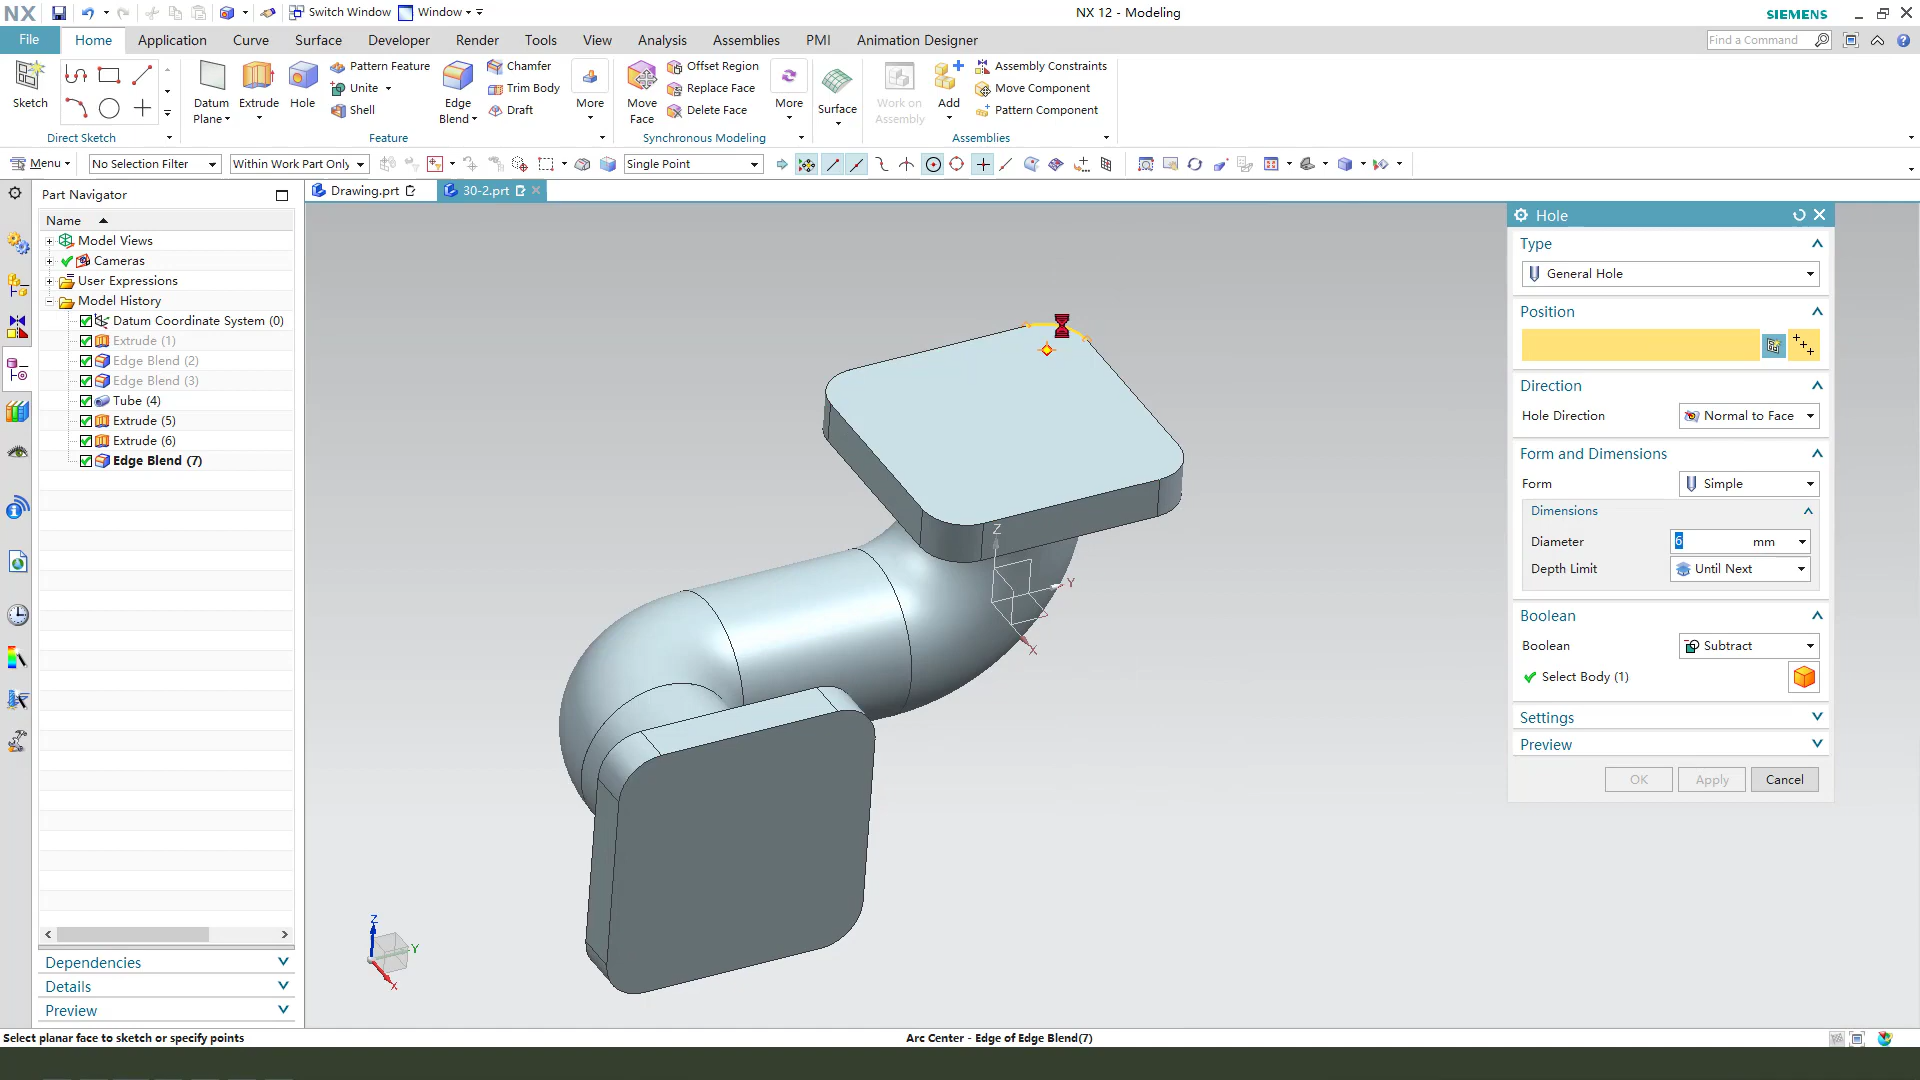 NX Switch Window Window NX 12 - Modeling SIEMENS
File Home Application Curve Surface Developer Render Tools View Analysis Assemblies PMI Animation Designer Find a Command
Sketch Datum Plane Extrude Hole Pattern Feature Unite Shell Edge Blend Chamfer Trim Body Draft More Move Face Offset Region Replace Face Delete Face More Surface Work on Assembly Add Assembly Constraints Move Component Pattern Component
Direct Sketch Feature Synchronous Modeling Assemblies
Menu No Selection Filter Within Work Part Only Single Point
Part Navigator
Drawing.prt 30-2.prt
Name
Model Views
Cameras
User Expressions
Model History
Datum Coordinate System (0)
Extrude (1)
Edge Blend (2)
Edge Blend (3)
Tube (4)
Extrude (5)
Extrude (6)
Edge Blend (7)
Dependencies
Details
Preview
Z
Y
X
Z
Y
X
Hole
Type
General Hole
Position
Direction
Hole Direction Normal to Face
Form and Dimensions
Form Simple
Dimensions
Diameter 6 mm
Depth Limit Until Next
Boolean
Boolean Subtract
Select Body (1)
Settings
Preview
OK Apply Cancel
Select planar face to sketch or specify points Arc Center - Edge of Edge Blend(7)